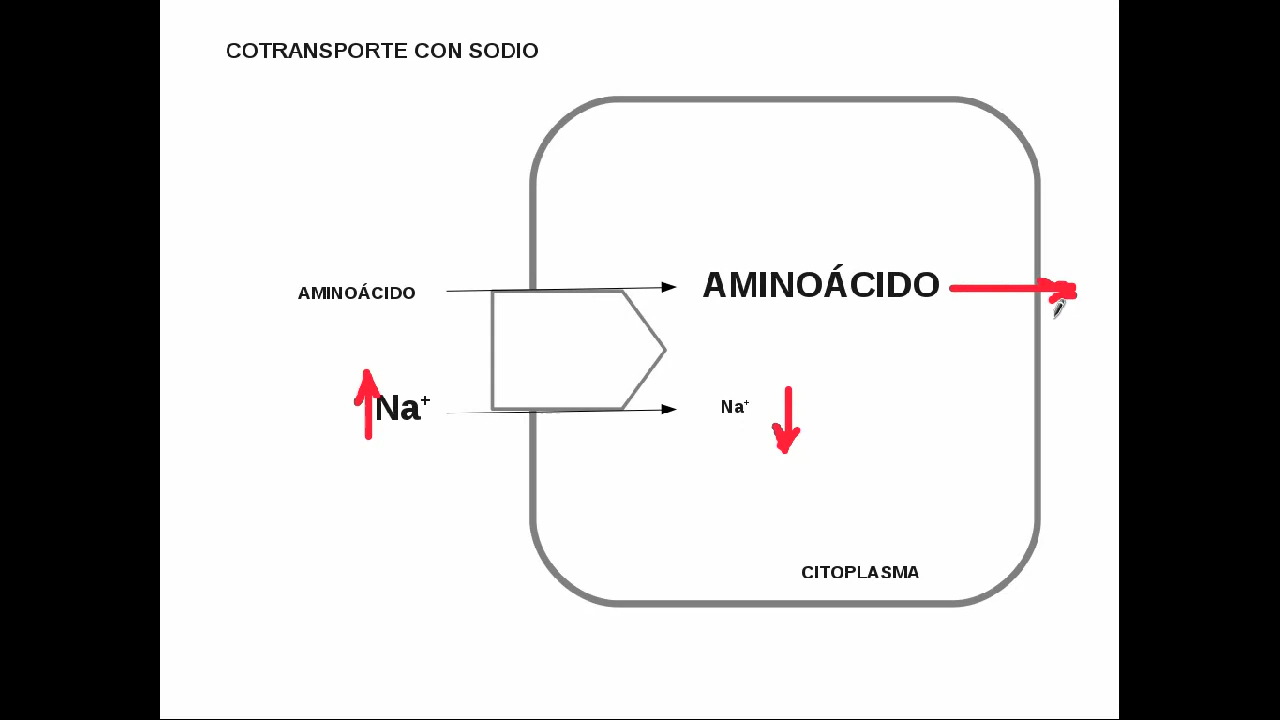 COTRANSPORTE CON SODIO
AMINOÁCIDO
AMINOÁCIDO
Na⁺
Na⁺
CITOPLASMA